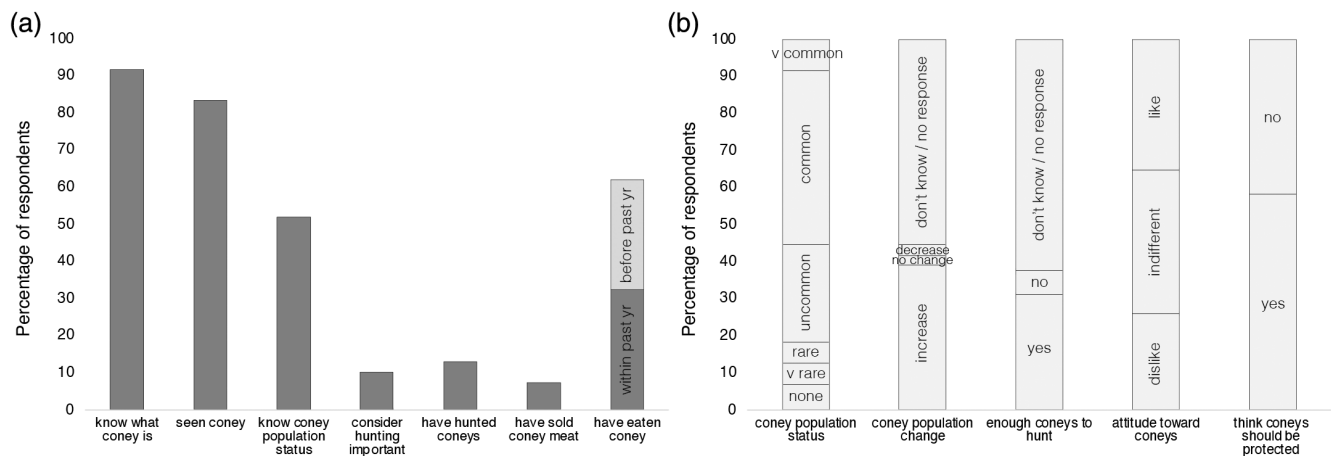 (a)
Percentage of respondents
100
90
80
70
60
50
40
30
20
10
0
before past yr
within past yr
know what
coney is
seen coney
know coney
population
status
consider
hunting
important
have hunted
coneys
have sold
coney meat
have eaten
coney
(b)
Percentage of respondents
100
90
80
70
60
50
40
30
20
10
0
v common
common
uncommon
rare
v rare
none
don't know / no response
decrease
no change
increase
don't know / no response
no
yes
like
indifferent
dislike
no
yes
coney population
status
coney population
change
enough coneys to
hunt
attitude toward
coneys
think coneys
should be
protected